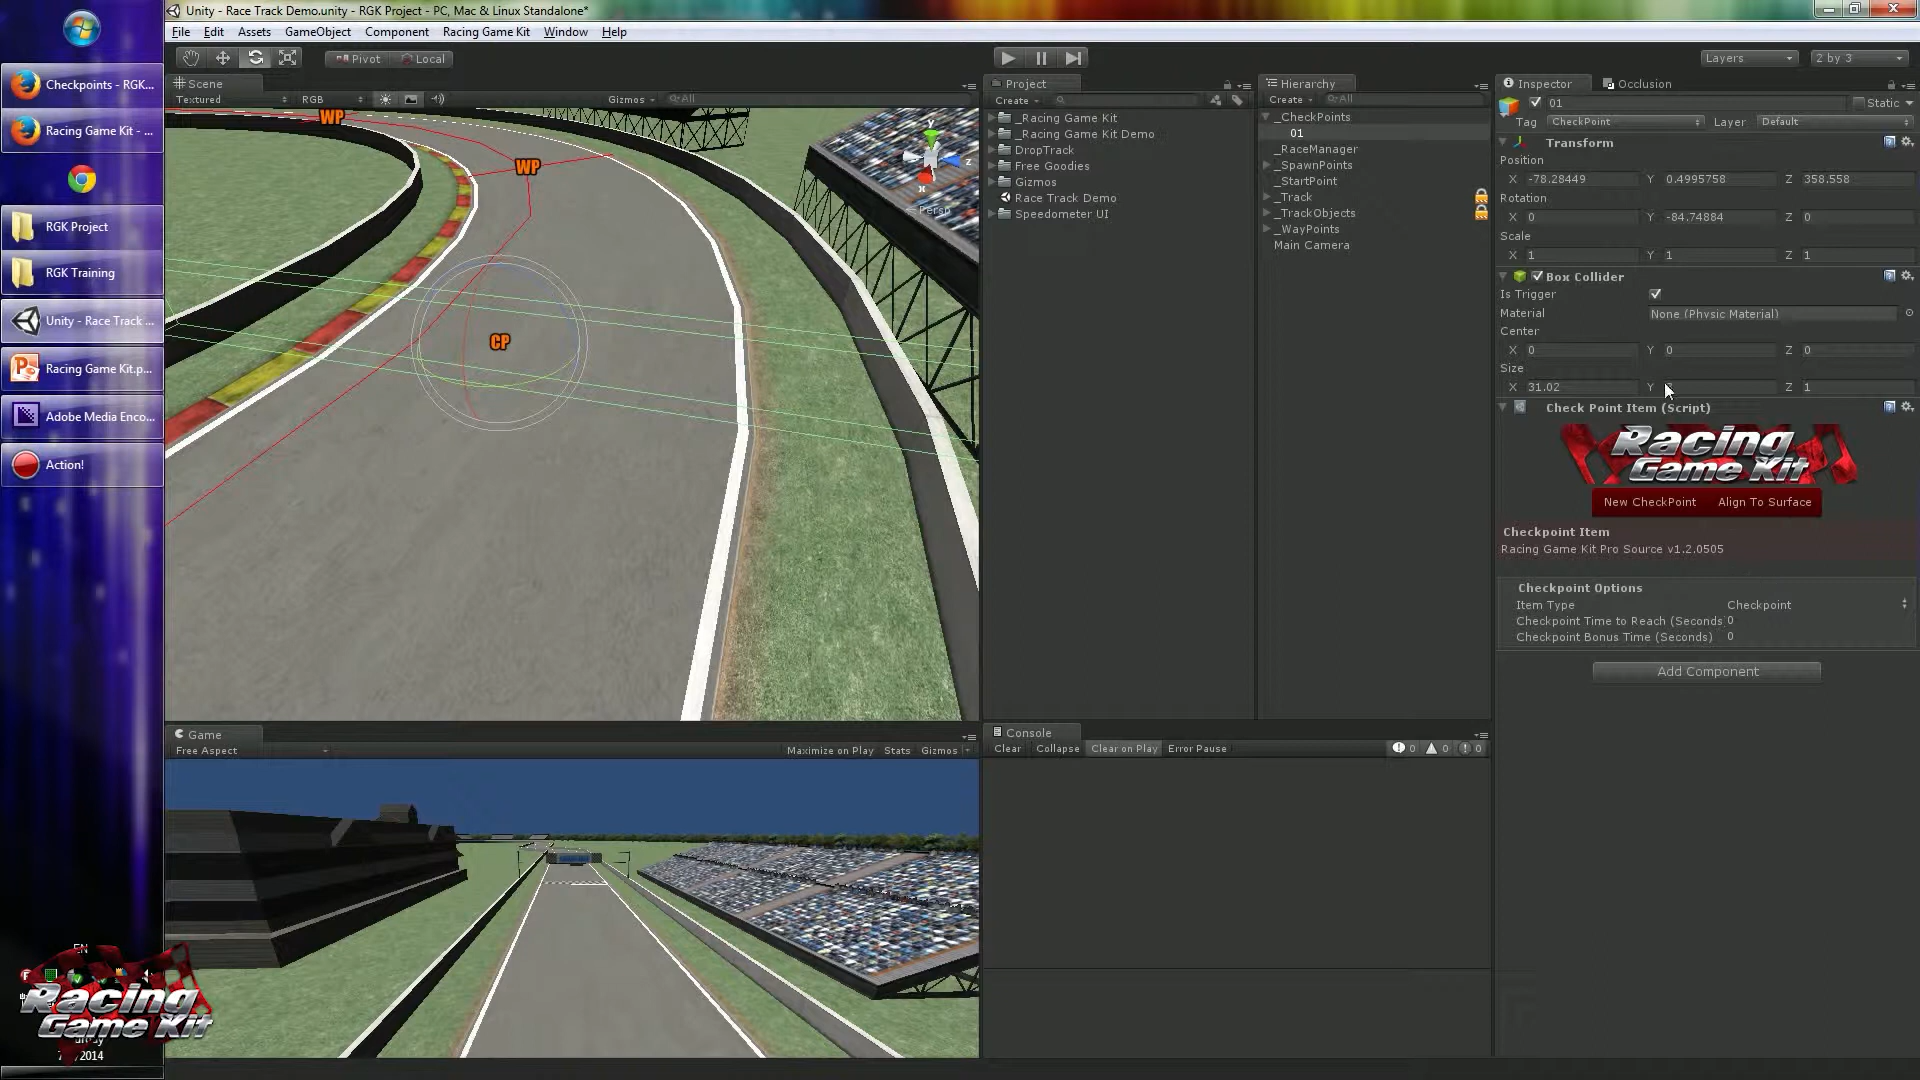 Unity - Race Track Demo.unity - RGK Project - PC, Mac & Linux Standalone*
File Edit Assets GameObject Component Racing Game Kit Window Help
Pivot Local
Layers
2 by 3
Checkpoints - RGK...
Racing Game Kit - ...
RGK Project
RGK Training
Unity - Race Track ...
Racing Game Kit.p...
Adobe Media Enco...
Action!
EN
Racing
Game Kit
Scene
Textured RGB Gizmos All
WP
WP
CP
y
z
x
Persp
Game
Free Aspect Maximize on Play Stats Gizmos
Project
Create
_Racing Game Kit
_Racing Game Kit Demo
DropTrack
Free Goodies
Gizmos
Race Track Demo
Speedometer UI
Hierarchy
Create All
_CheckPoints
01
_RaceManager
_SpawnPoints
_StartPoint
_Track
_TrackObjects
_WayPoints
Main Camera
Console
Clear Collapse Clear on Play Error Pause 0 0 0
Inspector Occlusion
01 Static
Tag CheckPoint Layer Default
Transform
Position
X -78.28449 Y 0.4995758 Z 358.558
Rotation
X 0 Y -84.74884 Z 0
Scale
X 1 Y 1 Z 1
Box Collider
Is Trigger
Material None (Physic Material)
Center
X 0 Y 0 Z 0
Size
X 31.02 Y Z 1
Check Point Item (Script)
Racing
Game Kit
New CheckPoint Align To Surface
Checkpoint Item
Racing Game Kit Pro Source v1.2.0505
Checkpoint Options
Item Type Checkpoint
Checkpoint Time to Reach (Seconds 0
Checkpoint Bonus Time (Seconds) 0
Add Component